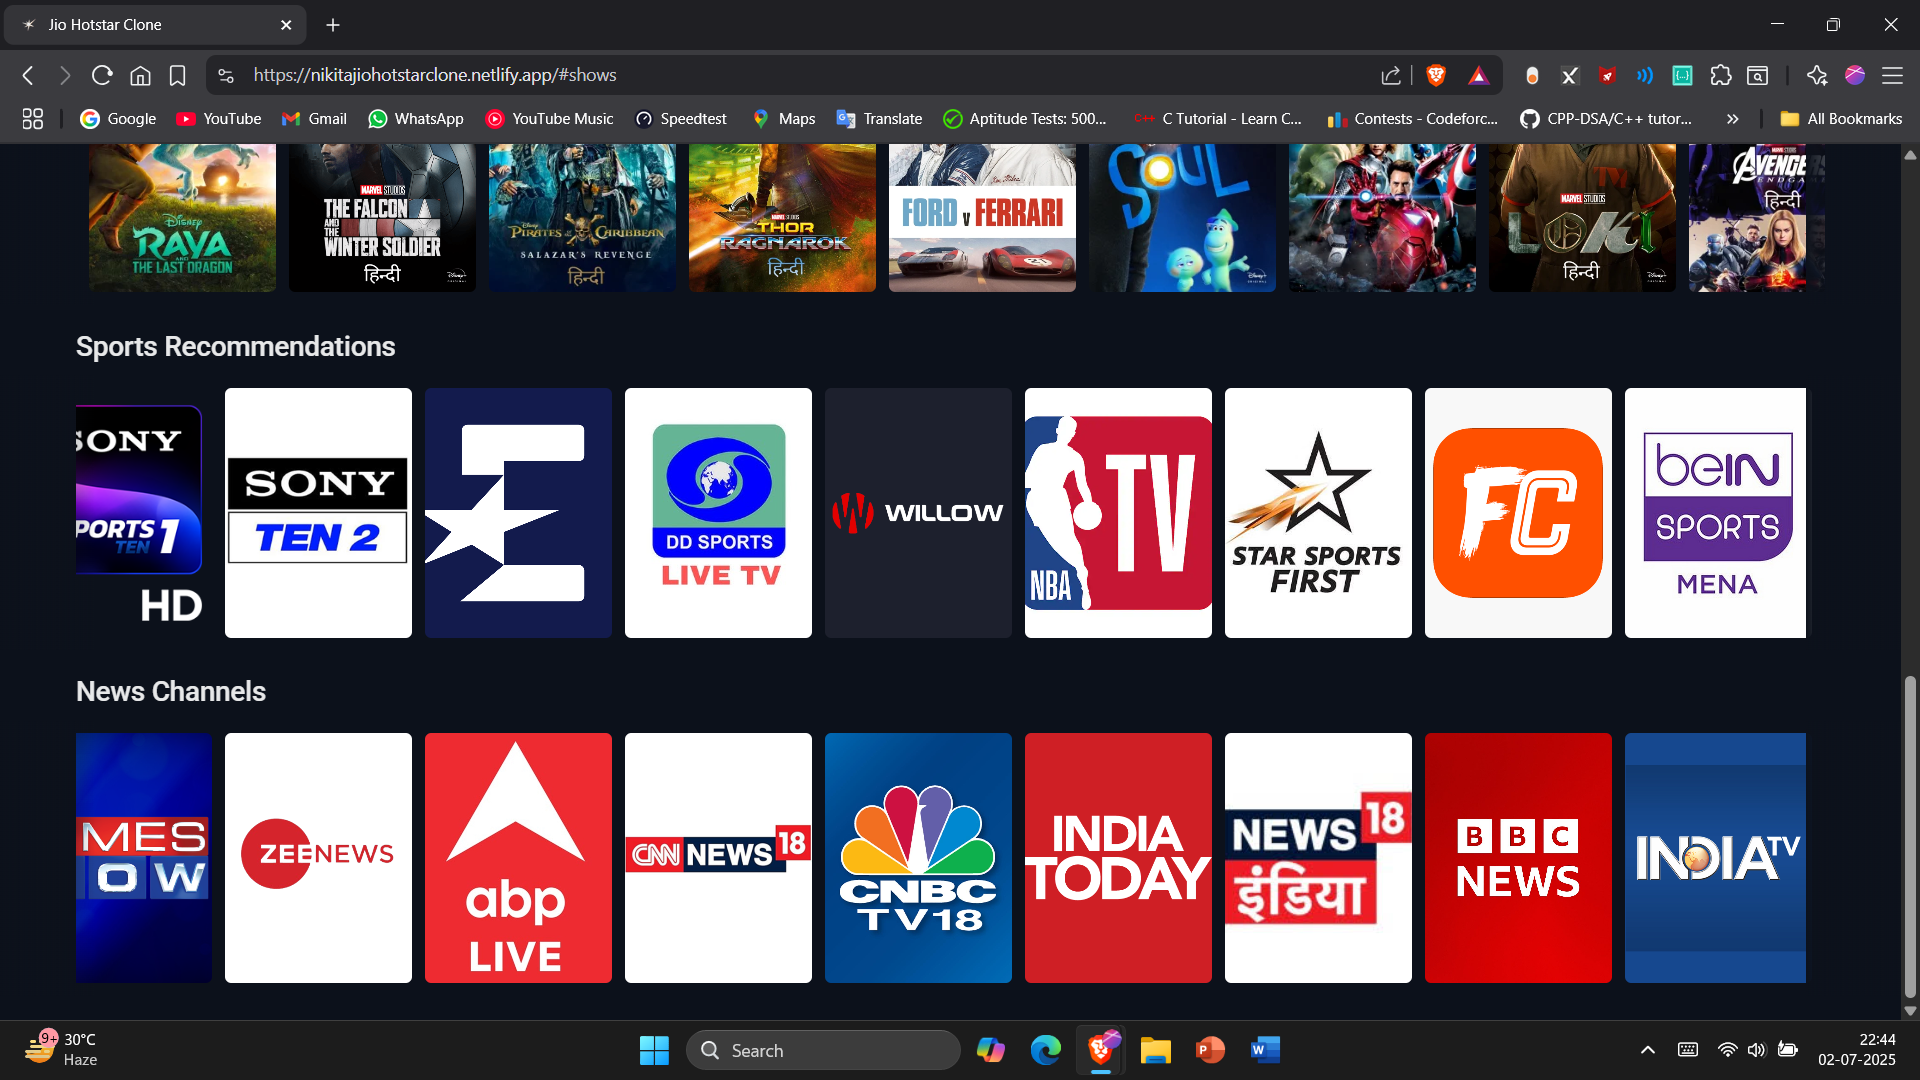 Jio Hotstar Clone
https://nikitajiohotstarclone.netlify.app/#shows
Google
YouTube
Gmail
WhatsApp
YouTube Music
Speedtest
Maps
Translate
Aptitude Tests: 500...
C Tutorial - Learn C...
Contests - Codeforc...
CPP-DSA/C++ tutor...
»
All Bookmarks
Disney
RAYA
AND
THE LAST DRAGON
MARVEL STUDIOS
THE FALCON
AND THE
WINTER SOLDIER
हिन्दी
Disney
PIRATES OF THE CARIBBEAN
SALAZAR'S REVENGE
हिन्दी
MARVEL STUDIOS
THOR
RAGNAROK
हिन्दी
FORD v FERRARI
SOUL
MARVEL STUDIOS
LOKI
हिन्दी
AVENGERS
ENDGA
हिन्दी
Sports Recommendations
SONY
PORTS 1
TEN
HD
SONY
TEN 2
DD SPORTS
LIVE TV
WILLOW
NBA
TV
STAR SPORTS
FIRST
FC
beIN
SPORTS
MENA
News Channels
MES
OW
ZEENEWS
abp
LIVE
CNN NEWS 18
CNBC
TV18
INDIA
TODAY
NEWS 18
इंडिया
BBC
NEWS
INDIA TV
9+
30°C
Haze
Search
22:44
02-07-2025